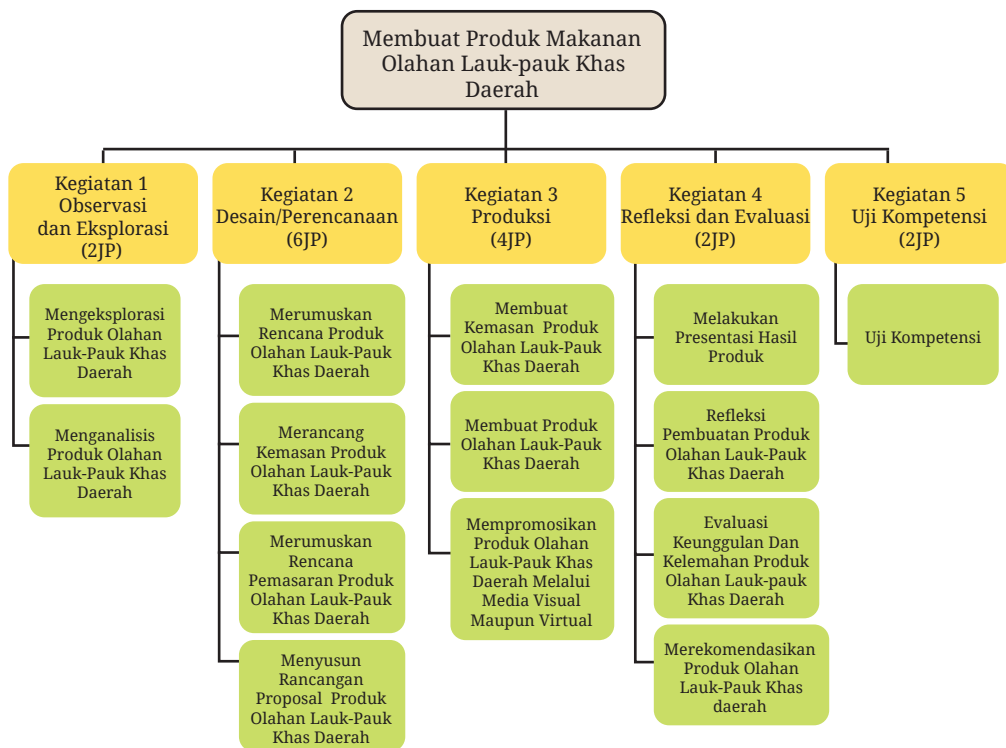 Membuat Produk Makanan
Olahan Lauk-pauk Khas
Daerah
Kegiatan 1
Observasi
dan Eksplorasi
(2JP)
Mengeksplorasi
Produk Olahan
Lauk-Pauk Khas
Daerah
Menganalisis
Produk Olahan
Lauk-Pauk Khas
Daerah
Kegiatan 2
Desain/Perencanaan
(6JP)
Merumuskan
Rencana Produk
Olahan Lauk-Pauk
Khas Daerah
Merancang
Kemasan Produk
Olahan Lauk-Pauk
Khas Daerah
Merumuskan
Rencana
Pemasaran Produk
Olahan Lauk-Pauk
Khas Daerah
Menyusun
Rancangan
Proposal Produk
Olahan Lauk-Pauk
Khas Daerah
Kegiatan 3
Produksi
(4JP)
Membuat
Kemasan Produk
Olahan Lauk-Pauk
Khas Daerah
Membuat Produk
Olahan Lauk-Pauk
Khas Daerah
Mempromosikan
Produk Olahan
Lauk-Pauk Khas
Daerah Melalui
Media Visual
Maupun Virtual
Kegiatan 4
Refleksi dan Evaluasi
(2JP)
Melakukan
Presentasi Hasil
Produk
Refleksi
Pembuatan Produk
Olahan Lauk-Pauk
Khas Daerah
Evaluasi
Keunggulan Dan
Kelemahan Produk
Olahan Lauk-pauk
Khas Daerah
Merekomendasikan
Produk Olahan
Lauk-Pauk Khas
daerah
Kegiatan 5
Uji Kompetensi
(2JP)
Uji Kompetensi